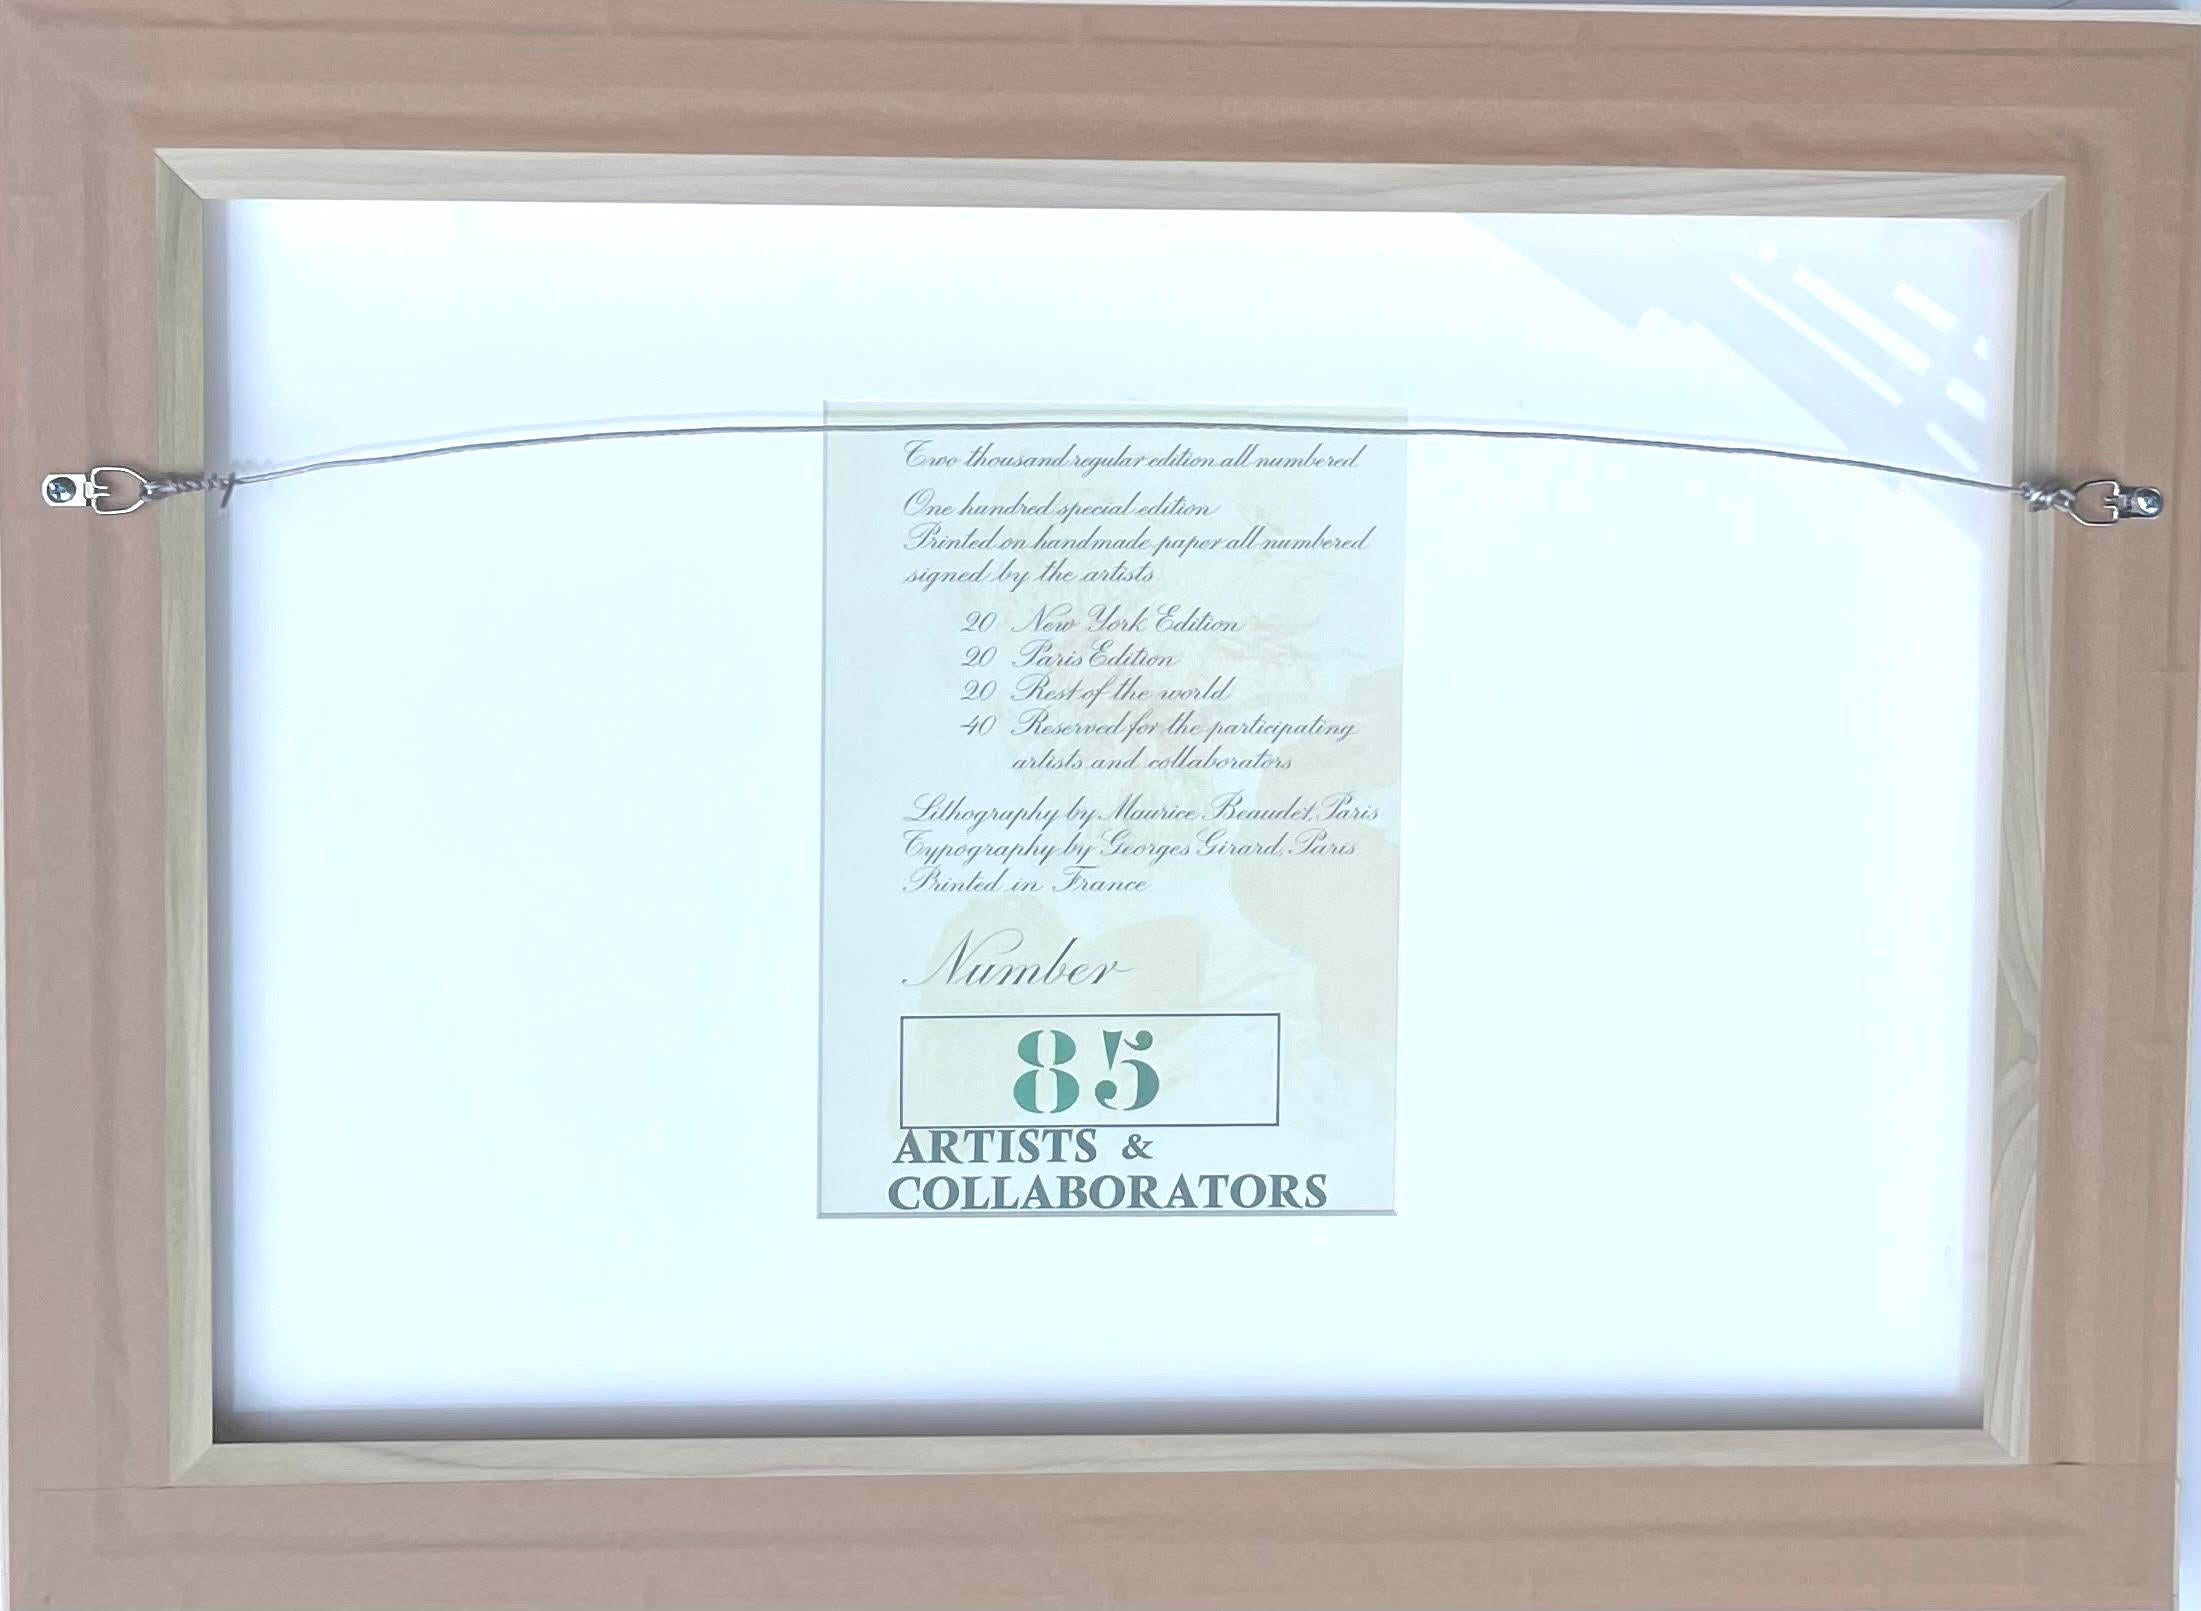 Two thousand regular edition all numbered
One hundred special edition
Printed on handmade paper all numbered
signed by the artists
20 New York Edition
20 Paris Edition
20 Rest of the world
40 Reserved for the participating
artists and collaborators
Lithography by Maurice Beaudet, Paris
Typography by Georges Girard, Paris
Printed in France
Number
85
ARTISTS &
COLLABORATORS